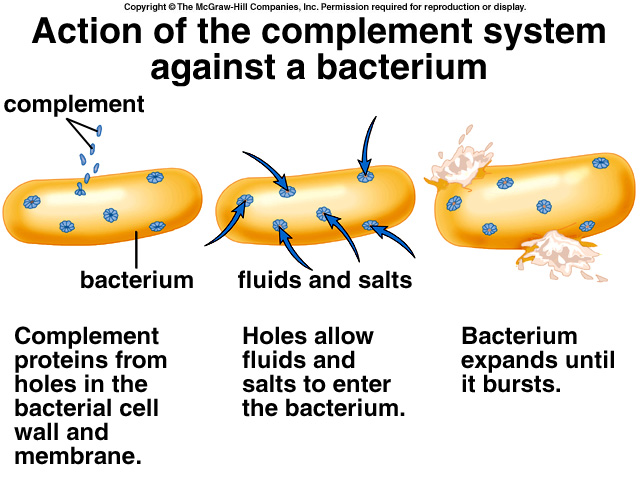 Copyright © The McGraw-Hill Companies, Inc. Permission required for reproduction or display.
Action of the complement system
against a bacterium
complement
bacterium
fluids and salts
Complement
proteins from
holes in the
bacterial cell
wall and
membrane.
Holes allow
fluids and
salts to enter
the bacterium.
Bacterium
expands until
it bursts.